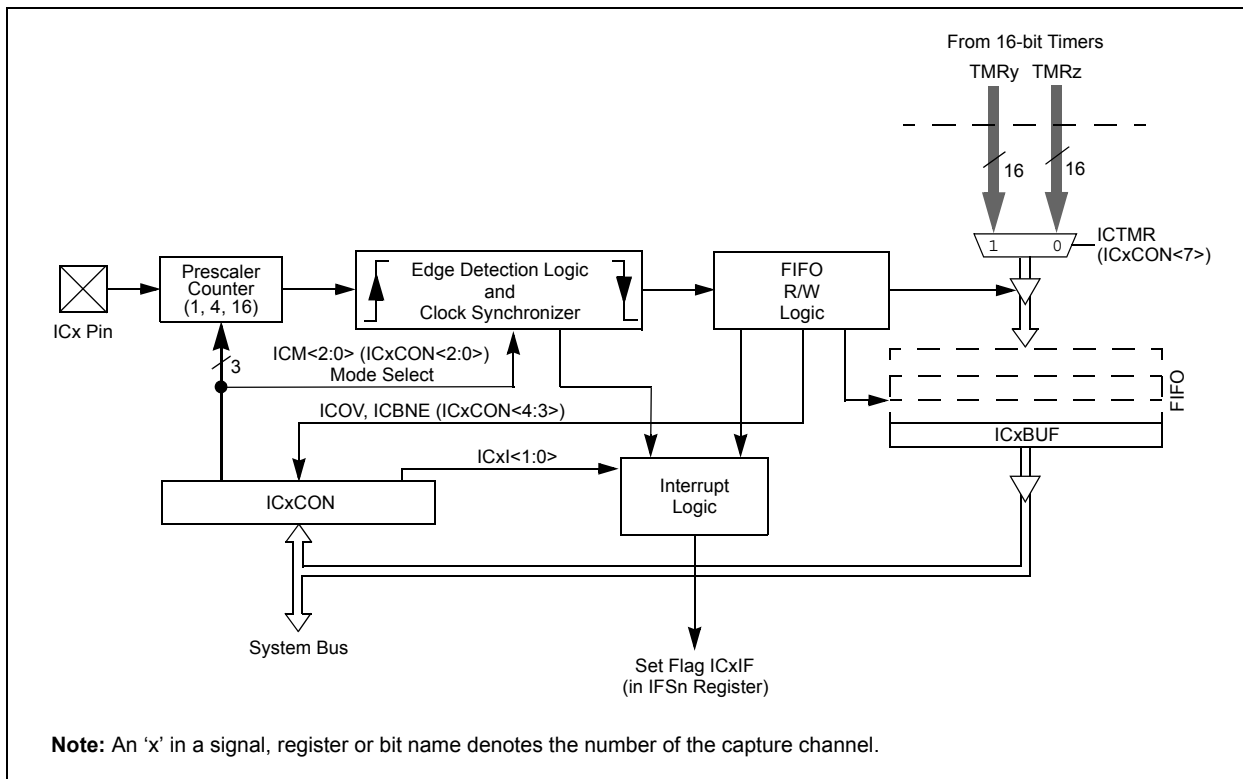 From 16-bit Timers
TMRy TMRz
16 16
1 0
ICTMR
(ICxCON<7>)
ICx Pin
Prescaler
Counter
(1, 4, 16)
Edge Detection Logic
and
Clock Synchronizer
FIFO
R/W
Logic
3
ICM<2:0> (ICxCON<2:0>)
Mode Select
FIFO
ICxBUF
ICOV, ICBNE (ICxCON<4:3>)
ICxI<1:0>
ICxCON
Interrupt
Logic
System Bus
Set Flag ICxIF
(in IFSn Register)
Note: An ‘x’ in a signal, register or bit name denotes the number of the capture channel.